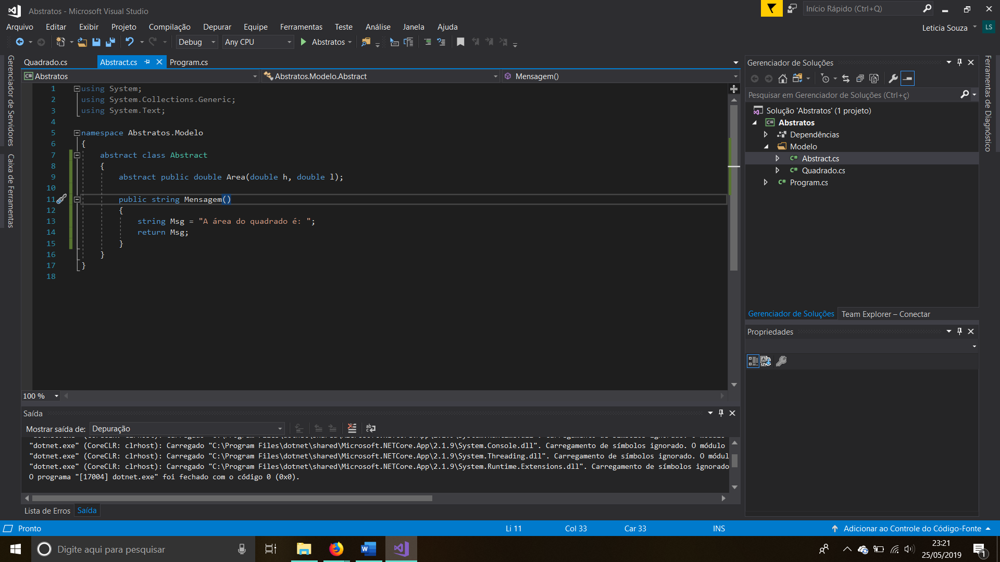 Abstratos - Microsoft Visual Studio
Início Rápido (Ctrl+Q)
Arquivo Editar Exibir Projeto Compilação Depurar Equipe Ferramentas Teste Análise Janela Ajuda
Leticia Souza LS
Debug Any CPU Abstratos
Gerenciador de Servidores
Caixa de Ferramentas
Quadrado.cs Abstract.cs Program.cs
Abstratos Abstratos.Modelo.Abstract Mensagem()
1 using System;
2 using System.Collections.Generic;
3 using System.Text;
4
5 namespace Abstratos.Modelo
6 {
7 abstract class Abstract
8 {
9 abstract public double Area(double h, double l);
10
11 public string Mensagem()
12 {
13 string Msg = "A área do quadrado é: ";
14 return Msg;
15 }
16 }
17 }
18
100 %
Saída
Mostrar saída de: Depuração
"dotnet.exe" (CoreCLR: clrhost): Carregado "C:\Program Files\dotnet\shared\Microsoft.NETCore.App\2.1.9\System.Console.dll". Carregamento de símbolos ignorado. O módulo
"dotnet.exe" (CoreCLR: clrhost): Carregado "C:\Program Files\dotnet\shared\Microsoft.NETCore.App\2.1.9\System.Threading.dll". Carregamento de símbolos ignorado. O módul
"dotnet.exe" (CoreCLR: clrhost): Carregado "C:\Program Files\dotnet\shared\Microsoft.NETCore.App\2.1.9\System.Runtime.Extensions.dll". Carregamento de símbolos ignorado
O programa "[17004] dotnet.exe" foi fechado com o código 0 (0x0).
Lista de Erros Saída
Gerenciador de Soluções
Pesquisar em Gerenciador de Soluções (Ctrl+ç)
Solução 'Abstratos' (1 projeto)
Abstratos
Dependências
Modelo
C# Abstract.cs
C# Quadrado.cs
C# Program.cs
Gerenciador de Soluções Team Explorer – Conectar
Propriedades
Ferramentas de Diagnóstico
Pronto Li 11 Col 33 Car 33 INS Adicionar ao Controle do Código-Fonte
Digite aqui para pesquisar
23:21
25/05/2019
1